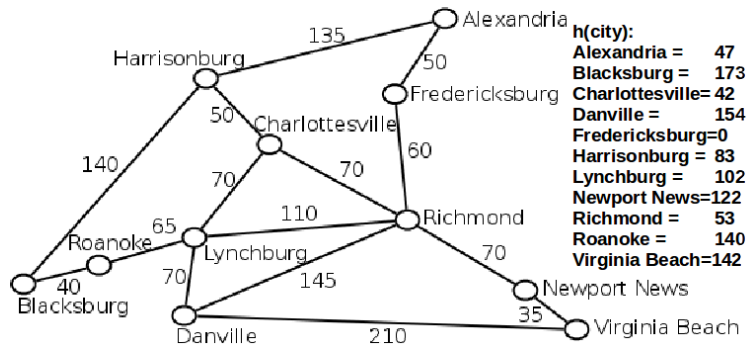 Alexandria
135
Harrisonburg
50
Fredericksburg
50
Charlottesville
60
140
70
70
65
110
Richmond
Roanoke
Lynchburg
70
40
70
145
Blacksburg
Newport News
35
Danville
210
Virginia Beach
h(city):
Alexandria = 47
Blacksburg = 173
Charlottesville= 42
Danville = 154
Fredericksburg=0
Harrisonburg = 83
Lynchburg = 102
Newport News=122
Richmond = 53
Roanoke = 140
Virginia Beach=142